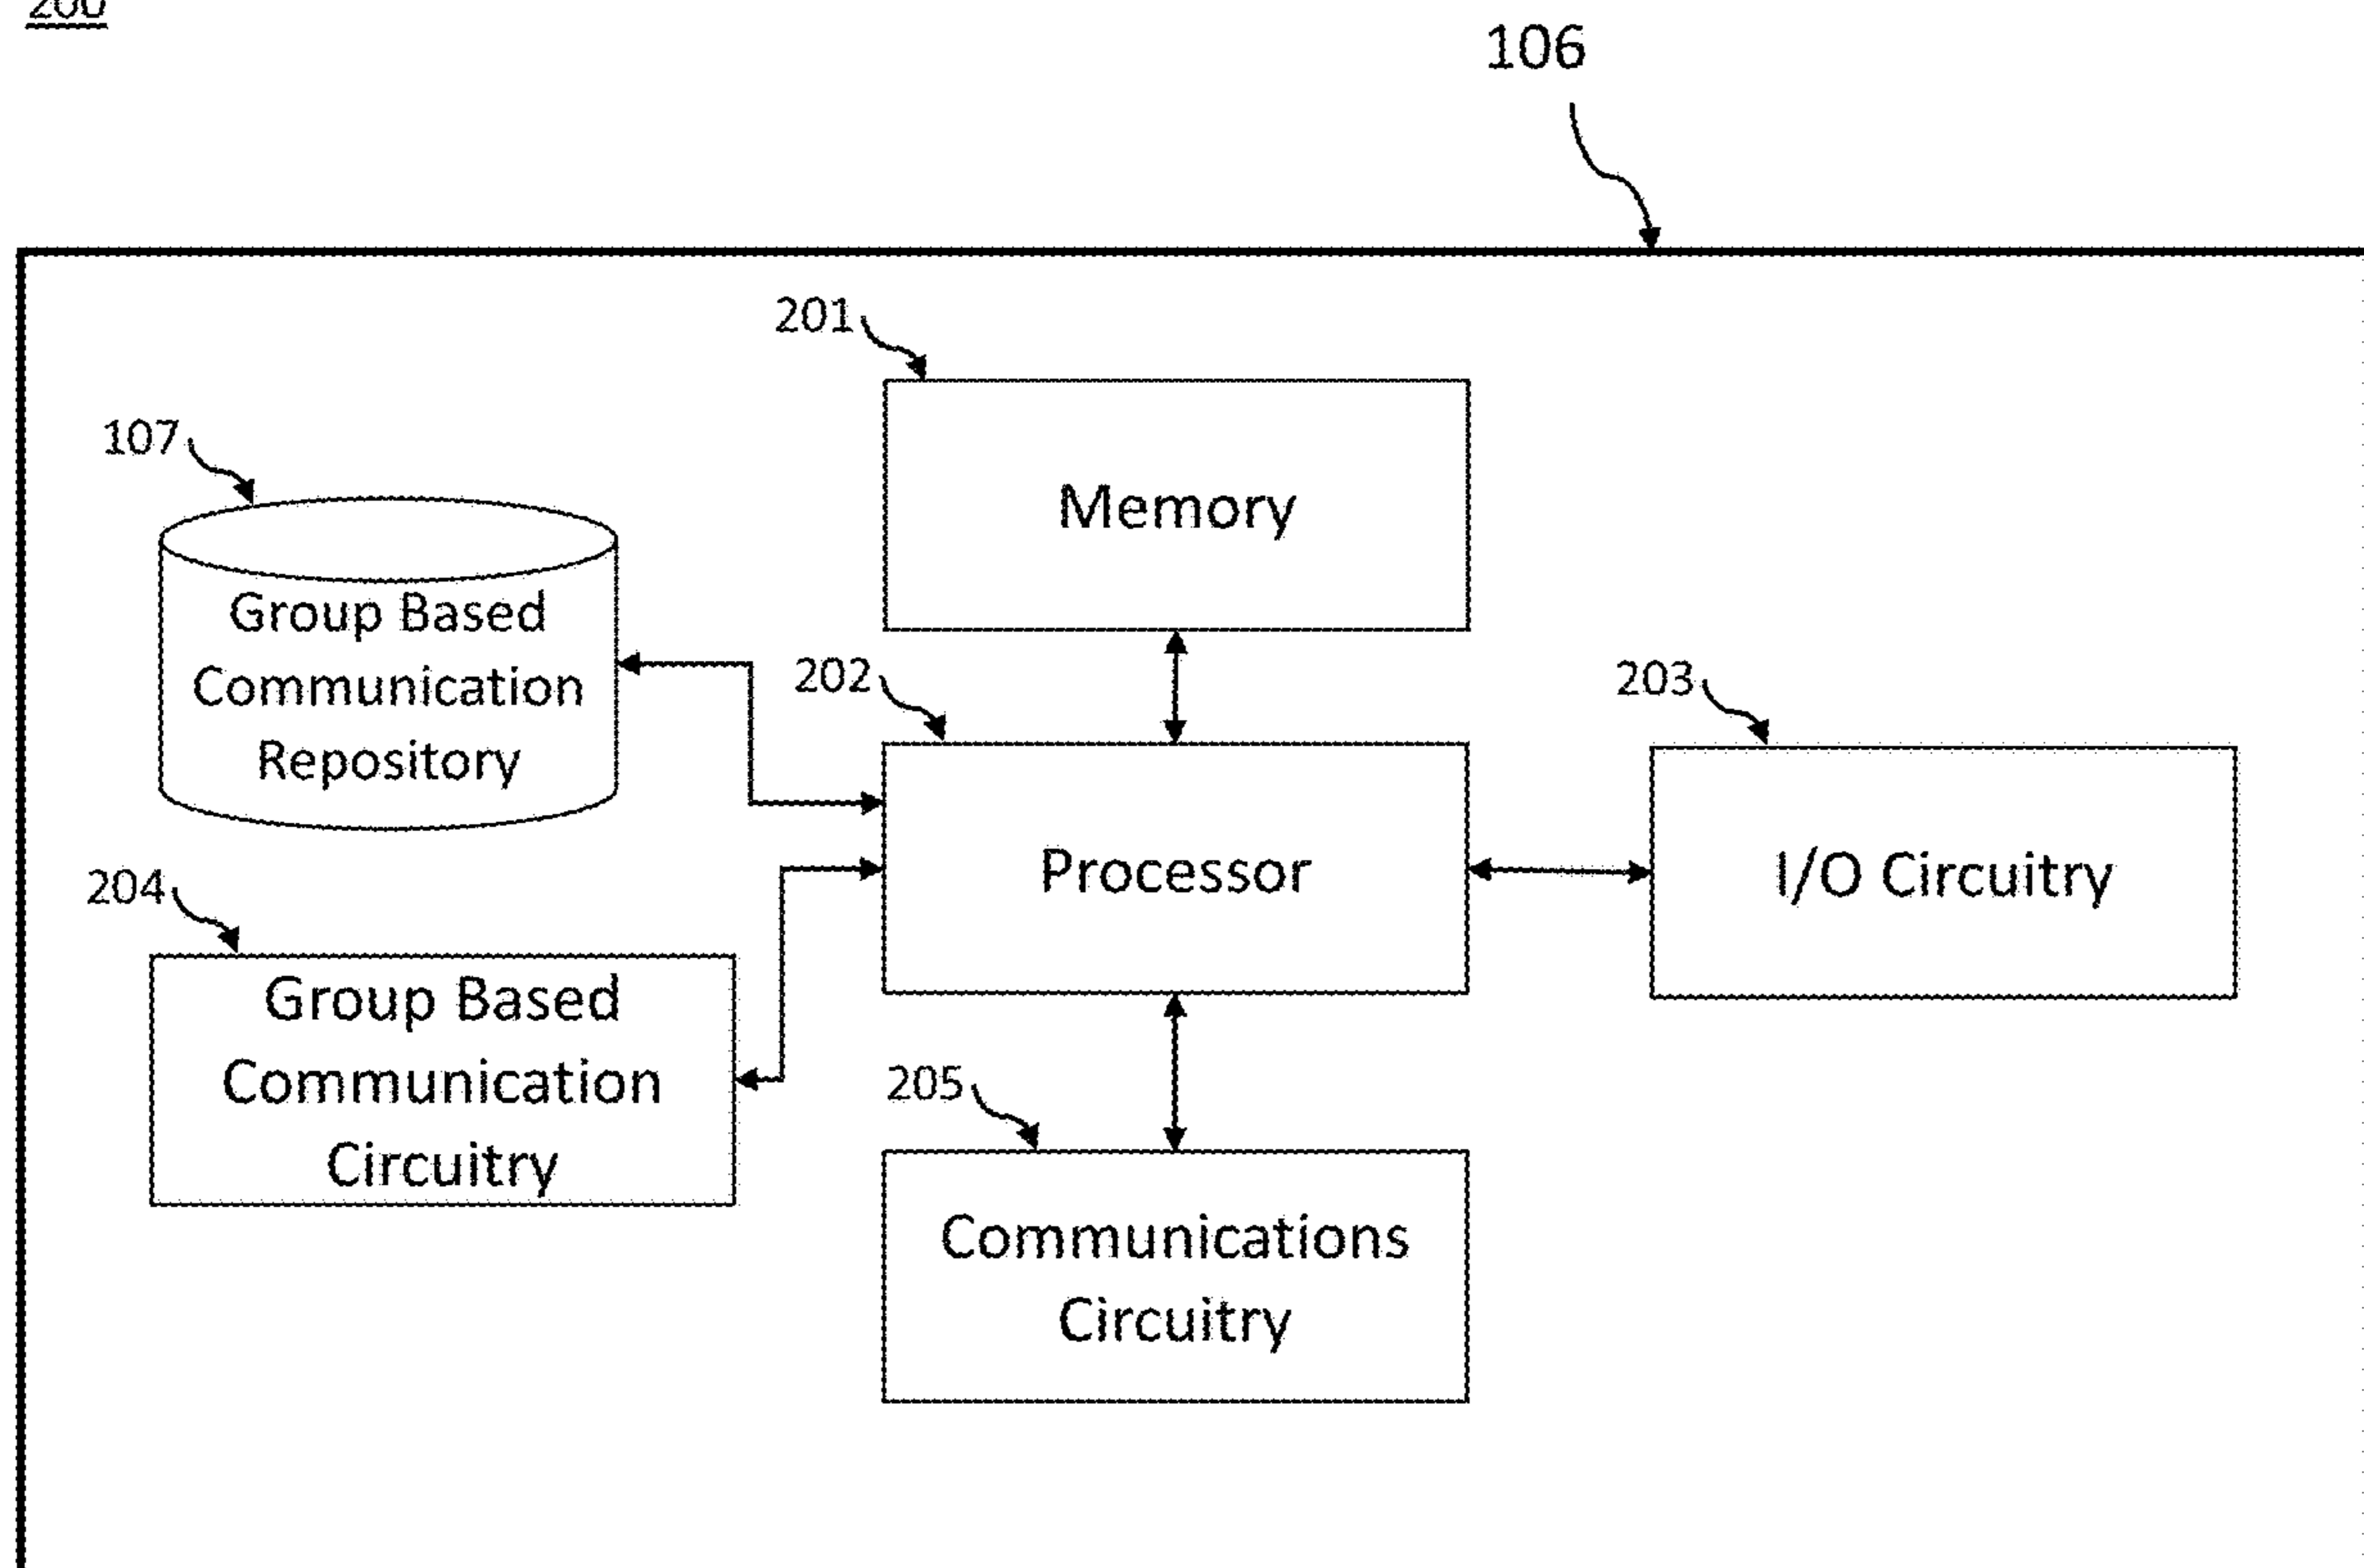 200
106
201
Memory
107
Group Based
Communication
Repository
202
Processor
203
I/O Circuitry
204
Group Based
Communication
Circuitry
205
Communications
Circuitry